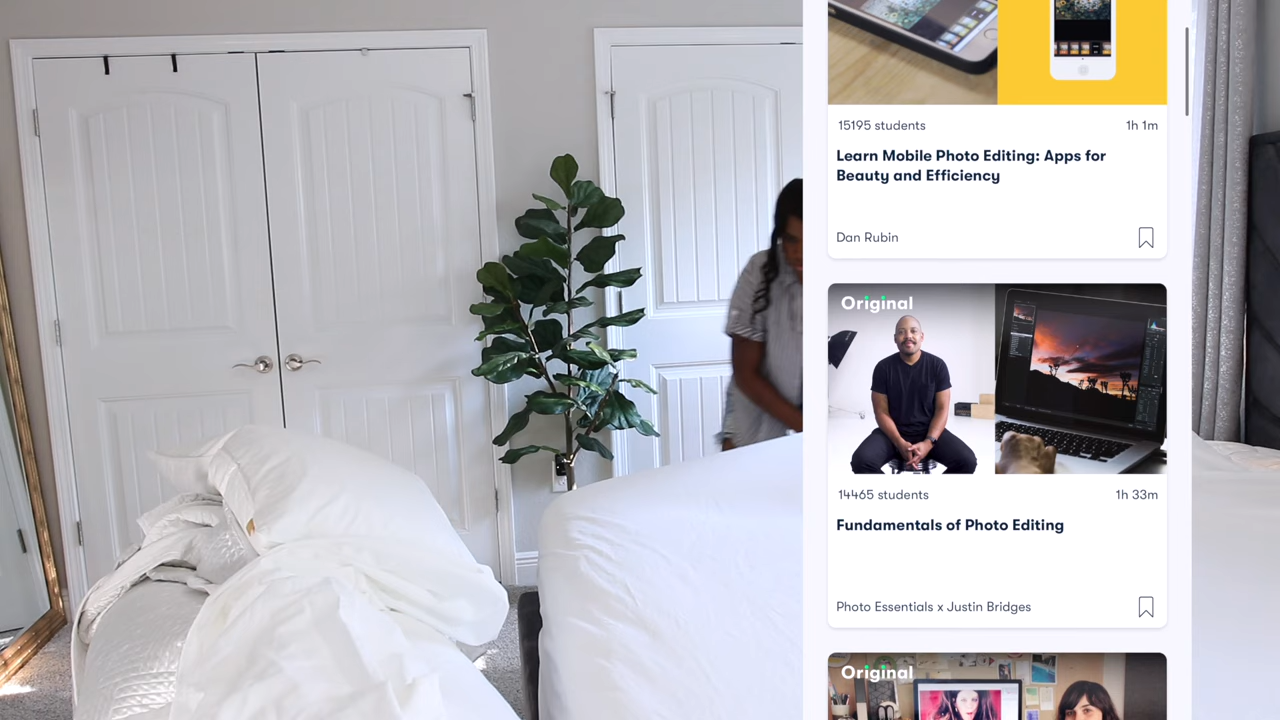 15195 students
1h 1m
Learn Mobile Photo Editing: Apps for
Beauty and Efficiency
Dan Rubin
Original
14465 students
1h 33m
Fundamentals of Photo Editing
Photo Essentials x Justin Bridges
Original